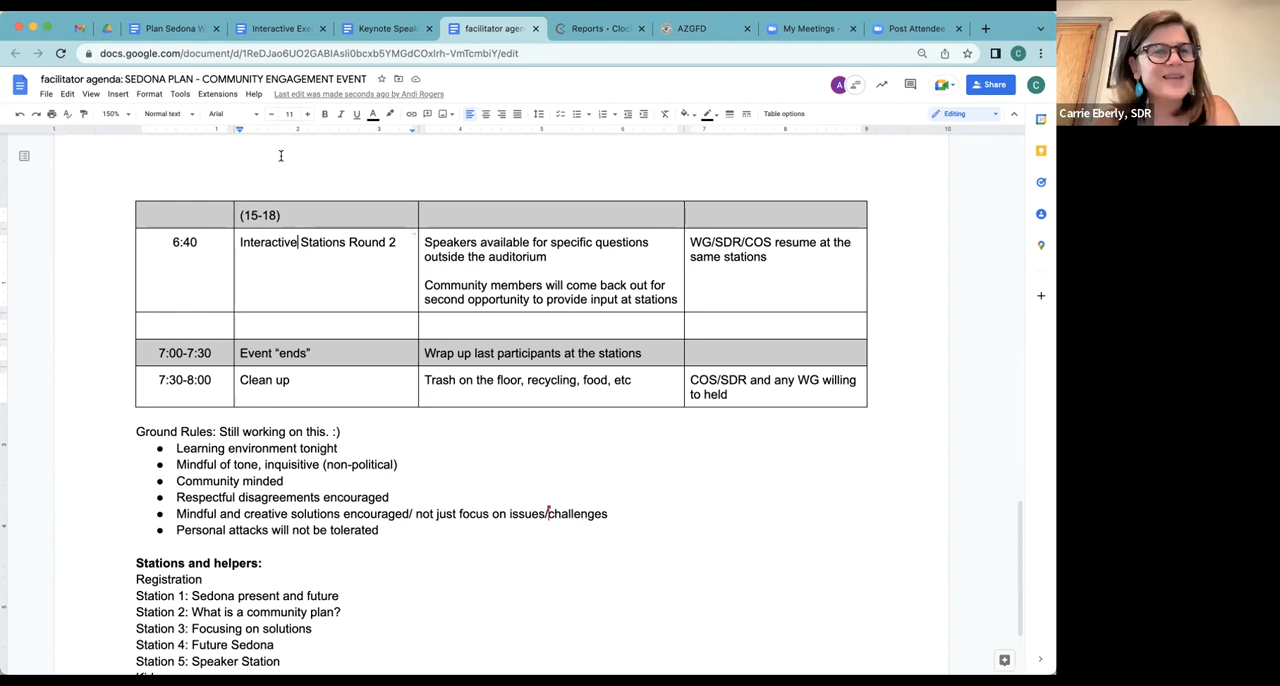 Plan Sedona W
Interactive Exe
Keynote Speak
facilitator agen
Reports - Cloc
AZGFD
My Meetings -
Post Attendee
docs.google.com/document/d/1ReDJao6UO2GABIAsIi0bcxb5YMGdCOxIrh-VmTcmbiY/edit
facilitator agenda: SEDONA PLAN - COMMUNITY ENGAGEMENT EVENT
File Edit View Insert Format Tools Extensions Help Last edit was made seconds ago by Andi Rogers
Share
150% Normal text Arial 11 Table options Editing
Carrie Eberly, SDR
(15-18)
6:40 Interactive Stations Round 2 Speakers available for specific questions WG/SDR/COS resume at the
outside the auditorium same stations
Community members will come back out for
second opportunity to provide input at stations
7:00-7:30 Event “ends” Wrap up last participants at the stations
7:30-8:00 Clean up Trash on the floor, recycling, food, etc COS/SDR and any WG willing
to held
Ground Rules: Still working on this. :)
● Learning environment tonight
● Mindful of tone, inquisitive (non-political)
● Community minded
● Respectful disagreements encouraged
● Mindful and creative solutions encouraged/ not just focus on issues/challenges
● Personal attacks will not be tolerated
Stations and helpers:
Registration
Station 1: Sedona present and future
Station 2: What is a community plan?
Station 3: Focusing on solutions
Station 4: Future Sedona
Station 5: Speaker Station